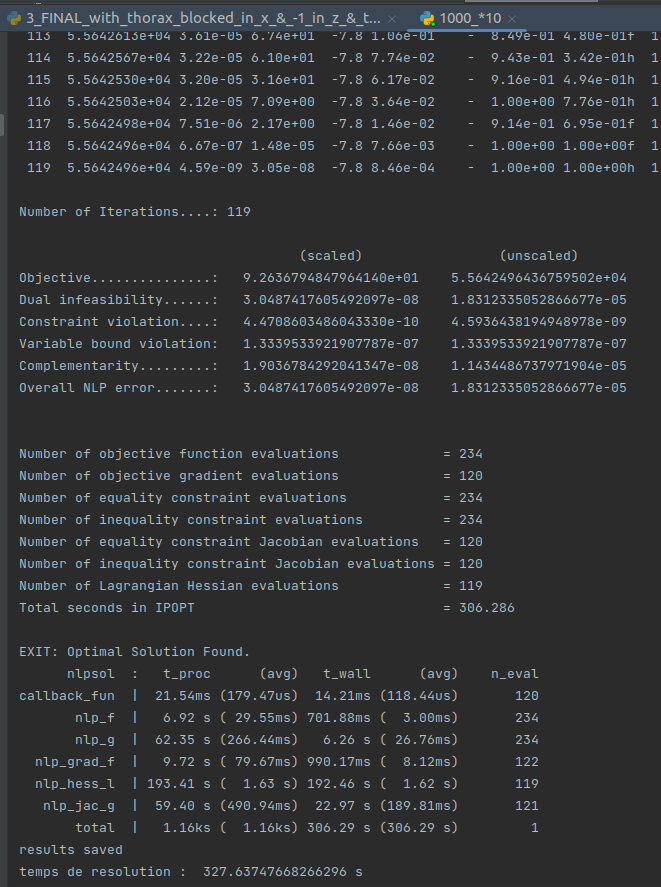 3_FINAL_with_thorax_blocked_in_x_& _-1_in_z_& _t... × 1000_*10 ×
113 5.5642613e+04 3.61e-05 6.74e+01 -7.8 1.06e-01 - 8.49e-01 4.80e-01f 1
114 5.5642567e+04 3.22e-05 6.10e+01 -7.8 7.74e-02 - 9.43e-01 3.42e-01h 1
115 5.5642530e+04 3.20e-05 3.16e+01 -7.8 6.17e-02 - 9.16e-01 4.94e-01h 1
116 5.5642503e+04 2.12e-05 7.09e+00 -7.8 3.64e-02 - 1.00e+00 7.76e-01h 1
117 5.5642498e+04 7.51e-06 2.17e+00 -7.8 1.46e-02 - 9.14e-01 6.95e-01f 1
118 5.5642496e+04 6.67e-07 1.48e-05 -7.8 7.66e-03 - 1.00e+00 1.00e+00f 1
119 5.5642496e+04 4.59e-09 3.05e-08 -7.8 8.46e-04 - 1.00e+00 1.00e+00h 1
Number of Iterations....: 119
(scaled) (unscaled)
Objective...............: 9.2636794847964140e+01 5.5642496436759502e+04
Dual infeasibility......: 3.0487417605492097e-08 1.8312335052866677e-05
Constraint violation....: 4.4708603486043330e-10 4.5936438194948978e-09
Variable bound violation: 1.3339533921907787e-07 1.3339533921907787e-07
Complementarity.........: 1.9036784292041347e-08 1.1434486737971904e-05
Overall NLP error.......: 3.0487417605492097e-08 1.8312335052866677e-05
Number of objective function evaluations = 234
Number of objective gradient evaluations = 120
Number of equality constraint evaluations = 234
Number of inequality constraint evaluations = 234
Number of equality constraint Jacobian evaluations = 120
Number of inequality constraint Jacobian evaluations = 120
Number of Lagrangian Hessian evaluations = 119
Total seconds in IPOPT = 306.286
EXIT: Optimal Solution Found.
nlpsol : t_proc (avg) t_wall (avg) n_eval
callback_fun | 21.54ms (179.47us) 14.21ms (118.44us) 120
nlp_f | 6.92 s ( 29.55ms) 701.88ms ( 3.00ms) 234
nlp_g | 62.35 s (266.44ms) 6.26 s ( 26.76ms) 234
nlp_grad_f | 9.72 s ( 79.67ms) 990.17ms ( 8.12ms) 122
nlp_hess_l | 193.41 s ( 1.63 s) 192.46 s ( 1.62 s) 119
nlp_jac_g | 59.40 s (490.94ms) 22.97 s (189.81ms) 121
total | 1.16ks ( 1.16ks) 306.29 s (306.29 s) 1
results saved
temps de resolution : 327.63747668266296 s